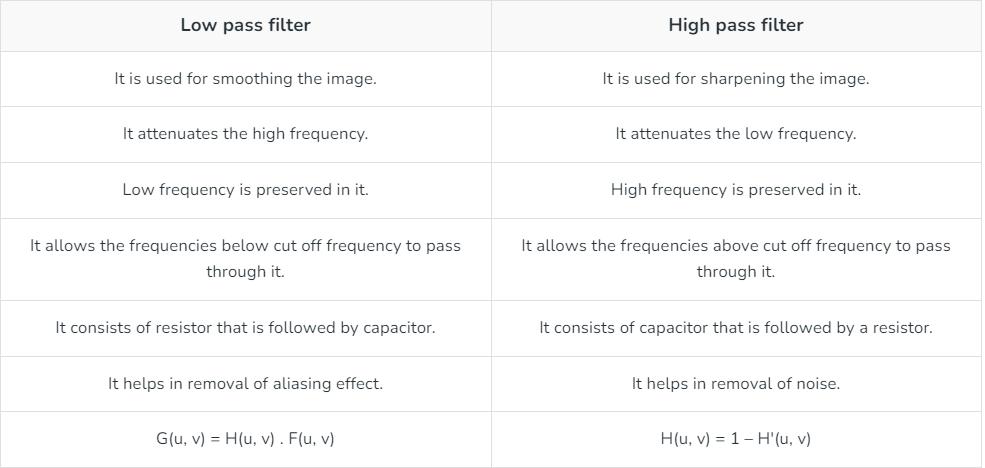 Low pass filter
High pass filter
It is used for smoothing the image.
It is used for sharpening the image.
It attenuates the high frequency.
It attenuates the low frequency.
Low frequency is preserved in it.
High frequency is preserved in it.
It allows the frequencies below cut off frequency to pass
through it.
It allows the frequencies above cut off frequency to pass
through it.
It consists of resistor that is followed by capacitor.
It consists of capacitor that is followed by a resistor.
It helps in removal of aliasing effect.
It helps in removal of noise.
G(u, v) = H(u, v) . F(u, v)
H(u, v) = 1 – H'(u, v)